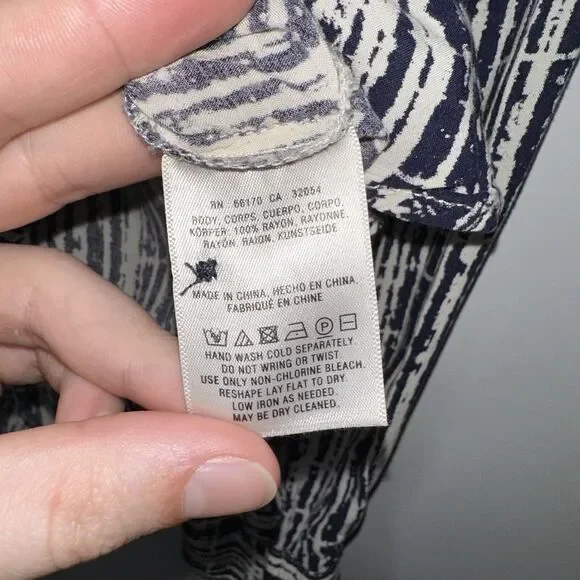 RN 66170 CA 32054
BODY, CORPS, CUERPO, CORPO,
KÖRPER: 100% RAYON, RAYONNE,
RAYÓN, RAION, KUNSTSEIDE
MADE IN CHINA, HECHO EN CHINA,
FABRIQUÉ EN CHINE
HAND WASH COLD SEPARATELY
DO NOT WRING OR TWIST
USE ONLY NON-CHLORINE BLEACH.
RESHAPE LAY FLAT TO DRY.
LOW IRON AS NEEDED.
MAY BE DRY CLEANED.